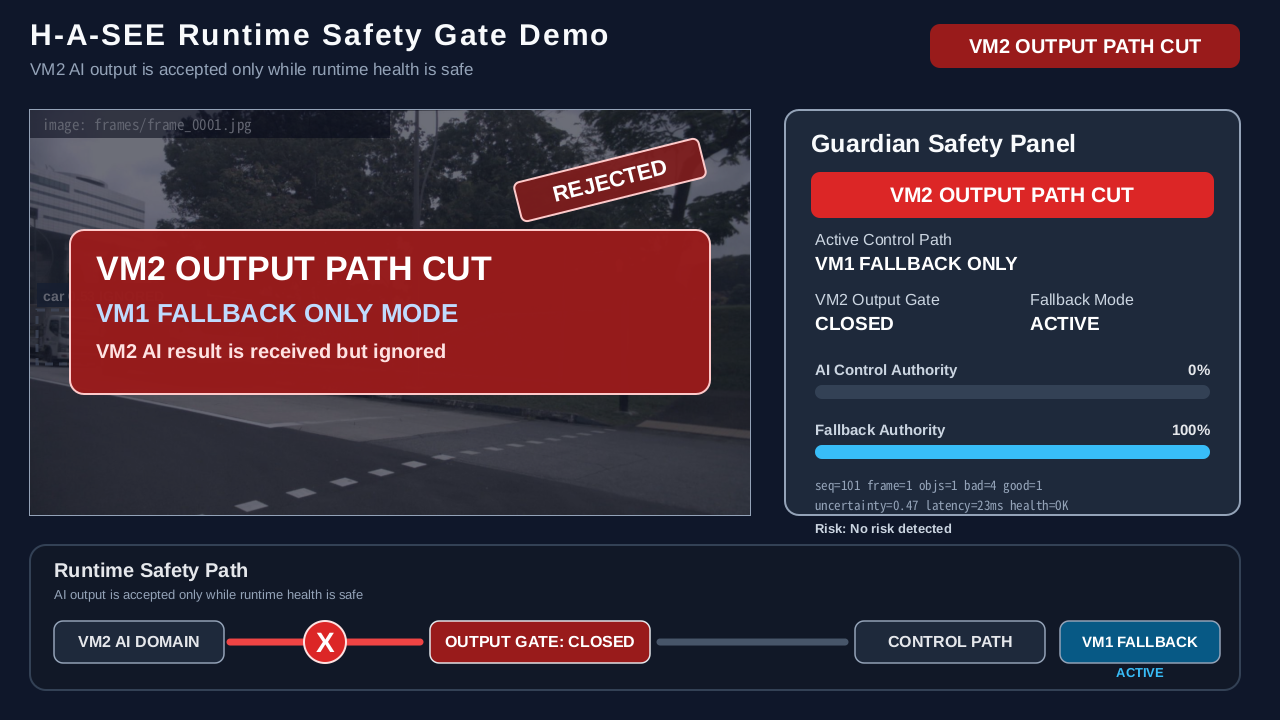 H-A-SEE Runtime Safety Gate Demo
VM2 AI output is accepted only while runtime health is safe
VM2 OUTPUT PATH CUT
image: frames/frame_0001.jpg
REJECTED
VM2 OUTPUT PATH CUT
VM1 FALLBACK ONLY MODE
VM2 AI result is received but ignored
car
Guardian Safety Panel
VM2 OUTPUT PATH CUT
Active Control Path
VM1 FALLBACK ONLY
VM2 Output Gate Fallback Mode
CLOSED ACTIVE
AI Control Authority 0%
Fallback Authority 100%
seq=101 frame=1 objs=1 bad=4 good=1
uncertainty=0.47 latency=23ms health=OK
Risk: No risk detected
Runtime Safety Path
AI output is accepted only while runtime health is safe
VM2 AI DOMAIN X OUTPUT GATE: CLOSED CONTROL PATH VM1 FALLBACK
ACTIVE